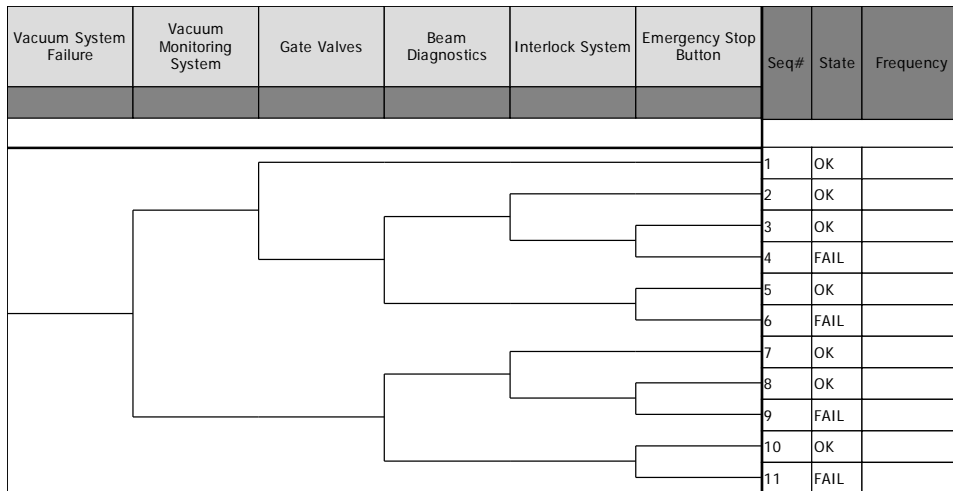 Vacuum System
Failure
Vacuum
Monitoring
System
Gate Valves
Beam
Diagnostics
Interlock System
Emergency Stop
Button
Seq#
State
Frequency
1 OK
2 OK
3 OK
4 FAIL
5 OK
6 FAIL
7 OK
8 OK
9 FAIL
10 OK
11 FAIL